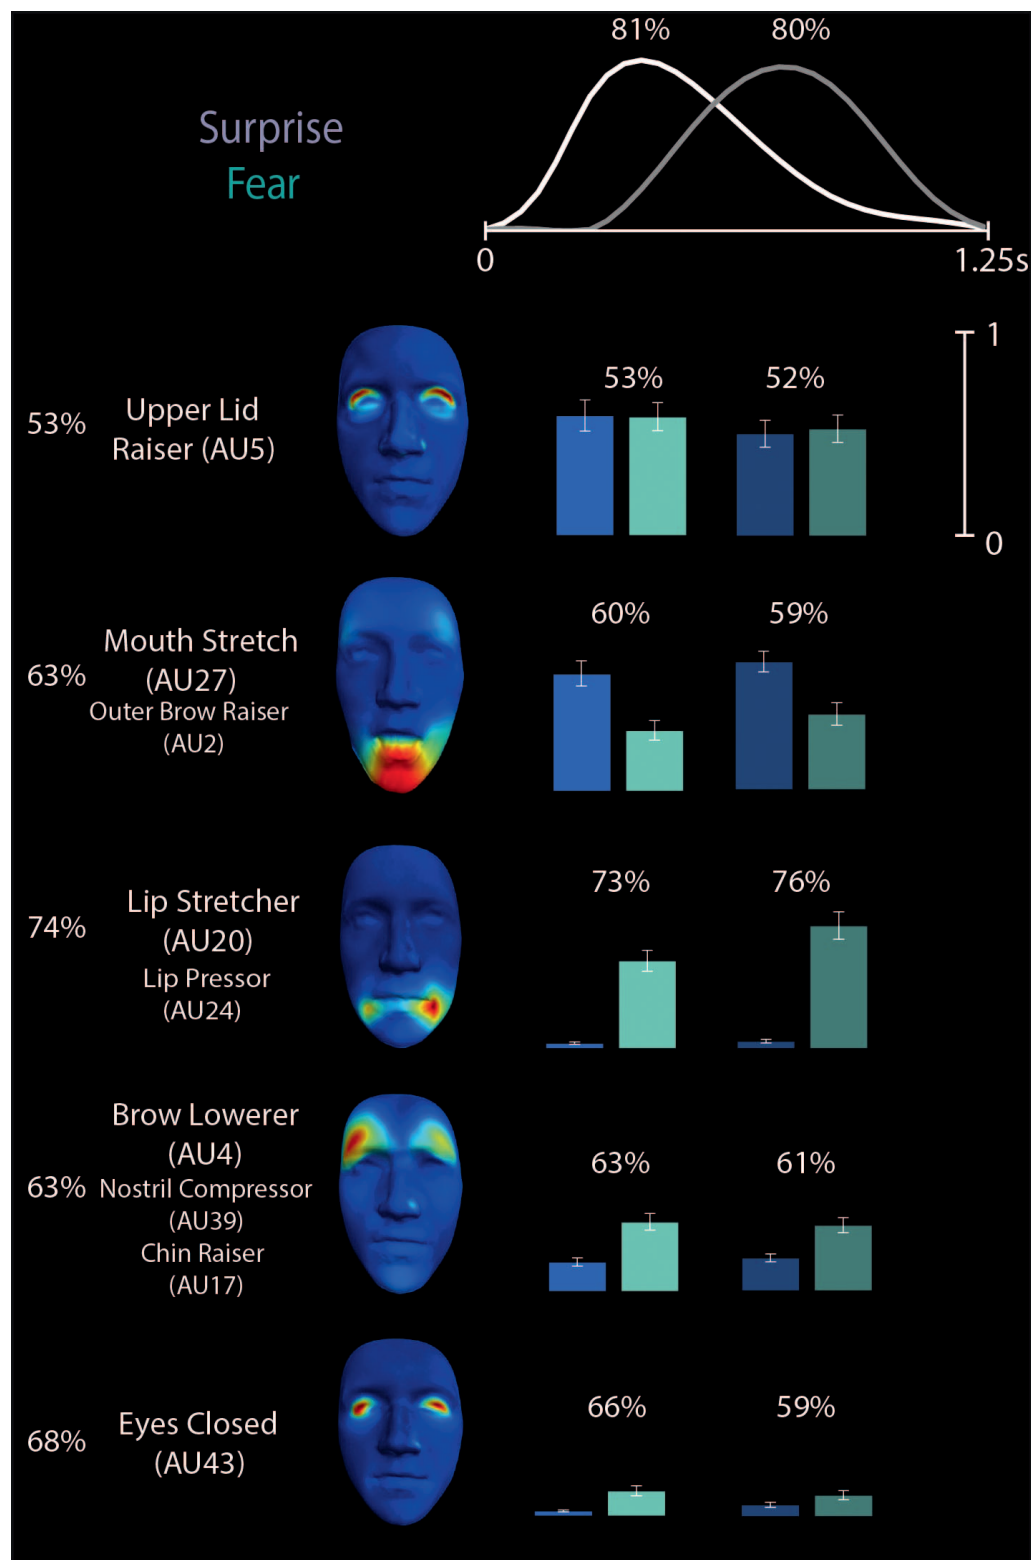 81% 80%
Surprise
Fear
0 1.25s
1
53% 52%
Upper Lid
53%
Raiser (AU5)
0
60% 59%
Mouth Stretch
63%
(AU27)
Outer Brow Raiser
(AU2)
73% 76%
Lip Stretcher
74%
(AU20)
Lip Pressor
(AU24)
Brow Lowerer
(AU4)
63% 61%
63% Nostril Compressor
(AU39)
Chin Raiser
(AU17)
66% 59%
Eyes Closed
68%
(AU43)